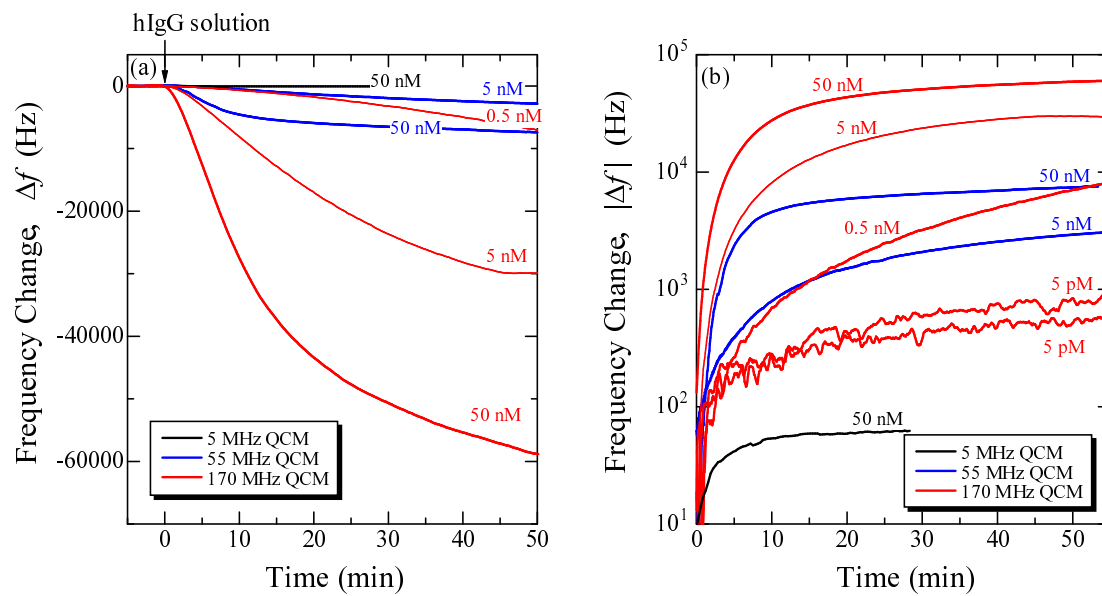 hIgG solution
(a)
0
-20000
-40000
-60000
Frequency Change, Δf (Hz)
50 nM
5 nM
0.5 nM
50 nM
5 nM
50 nM
5 MHz QCM
55 MHz QCM
170 MHz QCM
0 10 20 30 40 50
Time (min)
(b)
10^5
10^4
10^3
10^2
10^1
Frequency Change, |Δf| (Hz)
50 nM
5 nM
50 nM
0.5 nM
5 nM
5 pM
5 pM
50 nM
5 MHz QCM
55 MHz QCM
170 MHz QCM
0 10 20 30 40 50
Time (min)